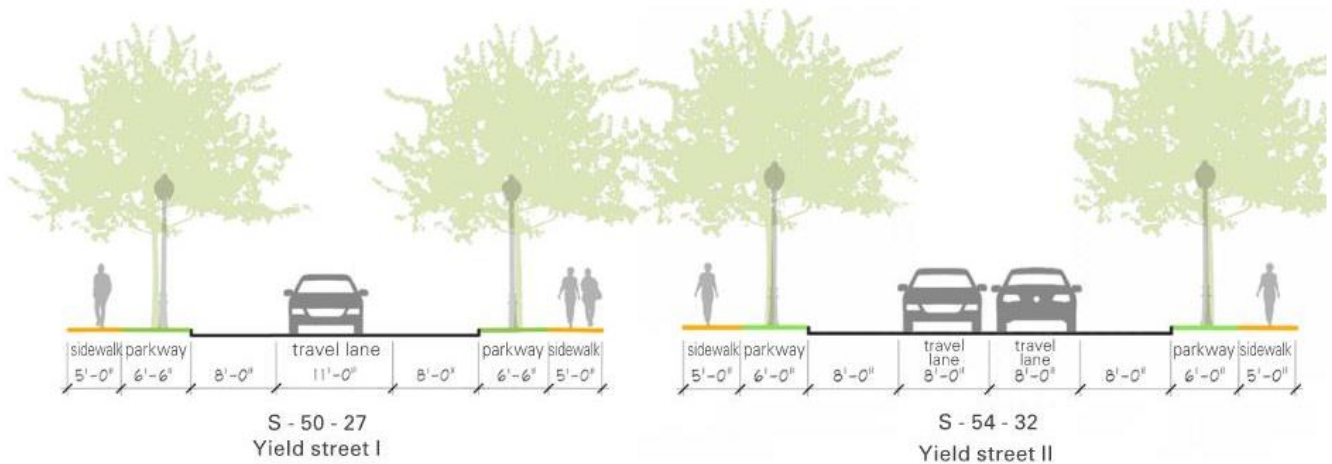 sidewalk parkway travel lane parkway sidewalk
5'-0" 6'-6" 8'-0" 11'-0" 8'-0" 6'-6" 5'-0"
S - 50 - 27
Yield street I
sidewalk parkway travel lane travel lane parkway sidewalk
5'-0" 6'-0" 8'-0" 8'-0" 8'-0" 8'-0" 6'-0" 5'-0"
S - 54 - 32
Yield street II